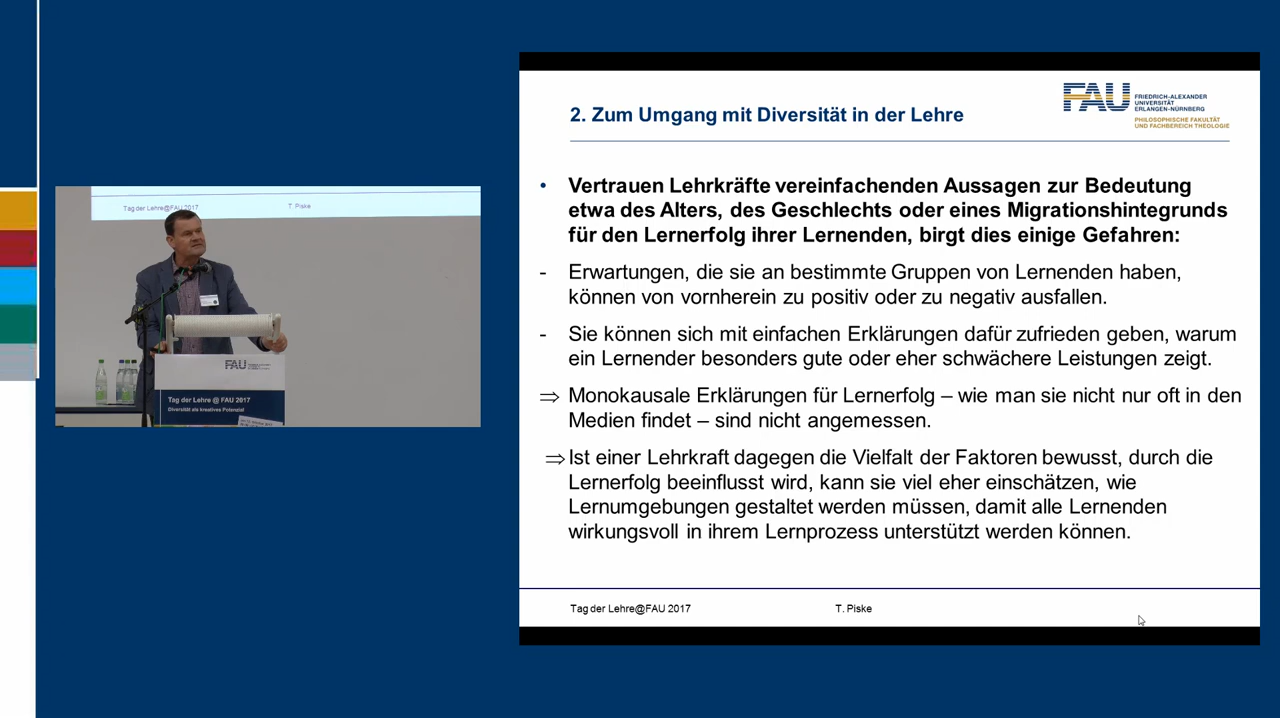 2. Zum Umgang mit Diversität in der Lehre
FAU
FRIEDRICH-ALEXANDER
UNIVERSITÄT
ERLANGEN-NÜRNBERG
PHILOSOPHISCHE FAKULTÄT
UND FACHBEREICH THEOLOGIE
• Vertrauen Lehrkräfte vereinfachenden Aussagen zur Bedeutung
etwa des Alters, des Geschlechts oder eines Migrationshintegrunds
für den Lernerfolg ihrer Lernenden, birgt dies einige Gefahren:
- Erwartungen, die sie an bestimmte Gruppen von Lernenden haben,
können von vornherein zu positiv oder zu negativ ausfallen.
- Sie können sich mit einfachen Erklärungen dafür zufrieden geben, warum
ein Lernender besonders gute oder eher schwächere Leistungen zeigt.
⇒ Monokausale Erklärungen für Lernerfolg – wie man sie nicht nur oft in den
Medien findet – sind nicht angemessen.
⇒ Ist einer Lehrkraft dagegen die Vielfalt der Faktoren bewusst, durch die
Lernerfolg beeinflusst wird, kann sie viel eher einschätzen, wie
Lernumgebungen gestaltet werden müssen, damit alle Lernenden
wirkungsvoll in ihrem Lernprozess unterstützt werden können.
Tag der Lehre@FAU 2017 T. Piske
Tag der Lehre@FAU 2017 T. Piske
FAU
Tag der Lehre @ FAU 2017
Diversität als kreatives Potenzial